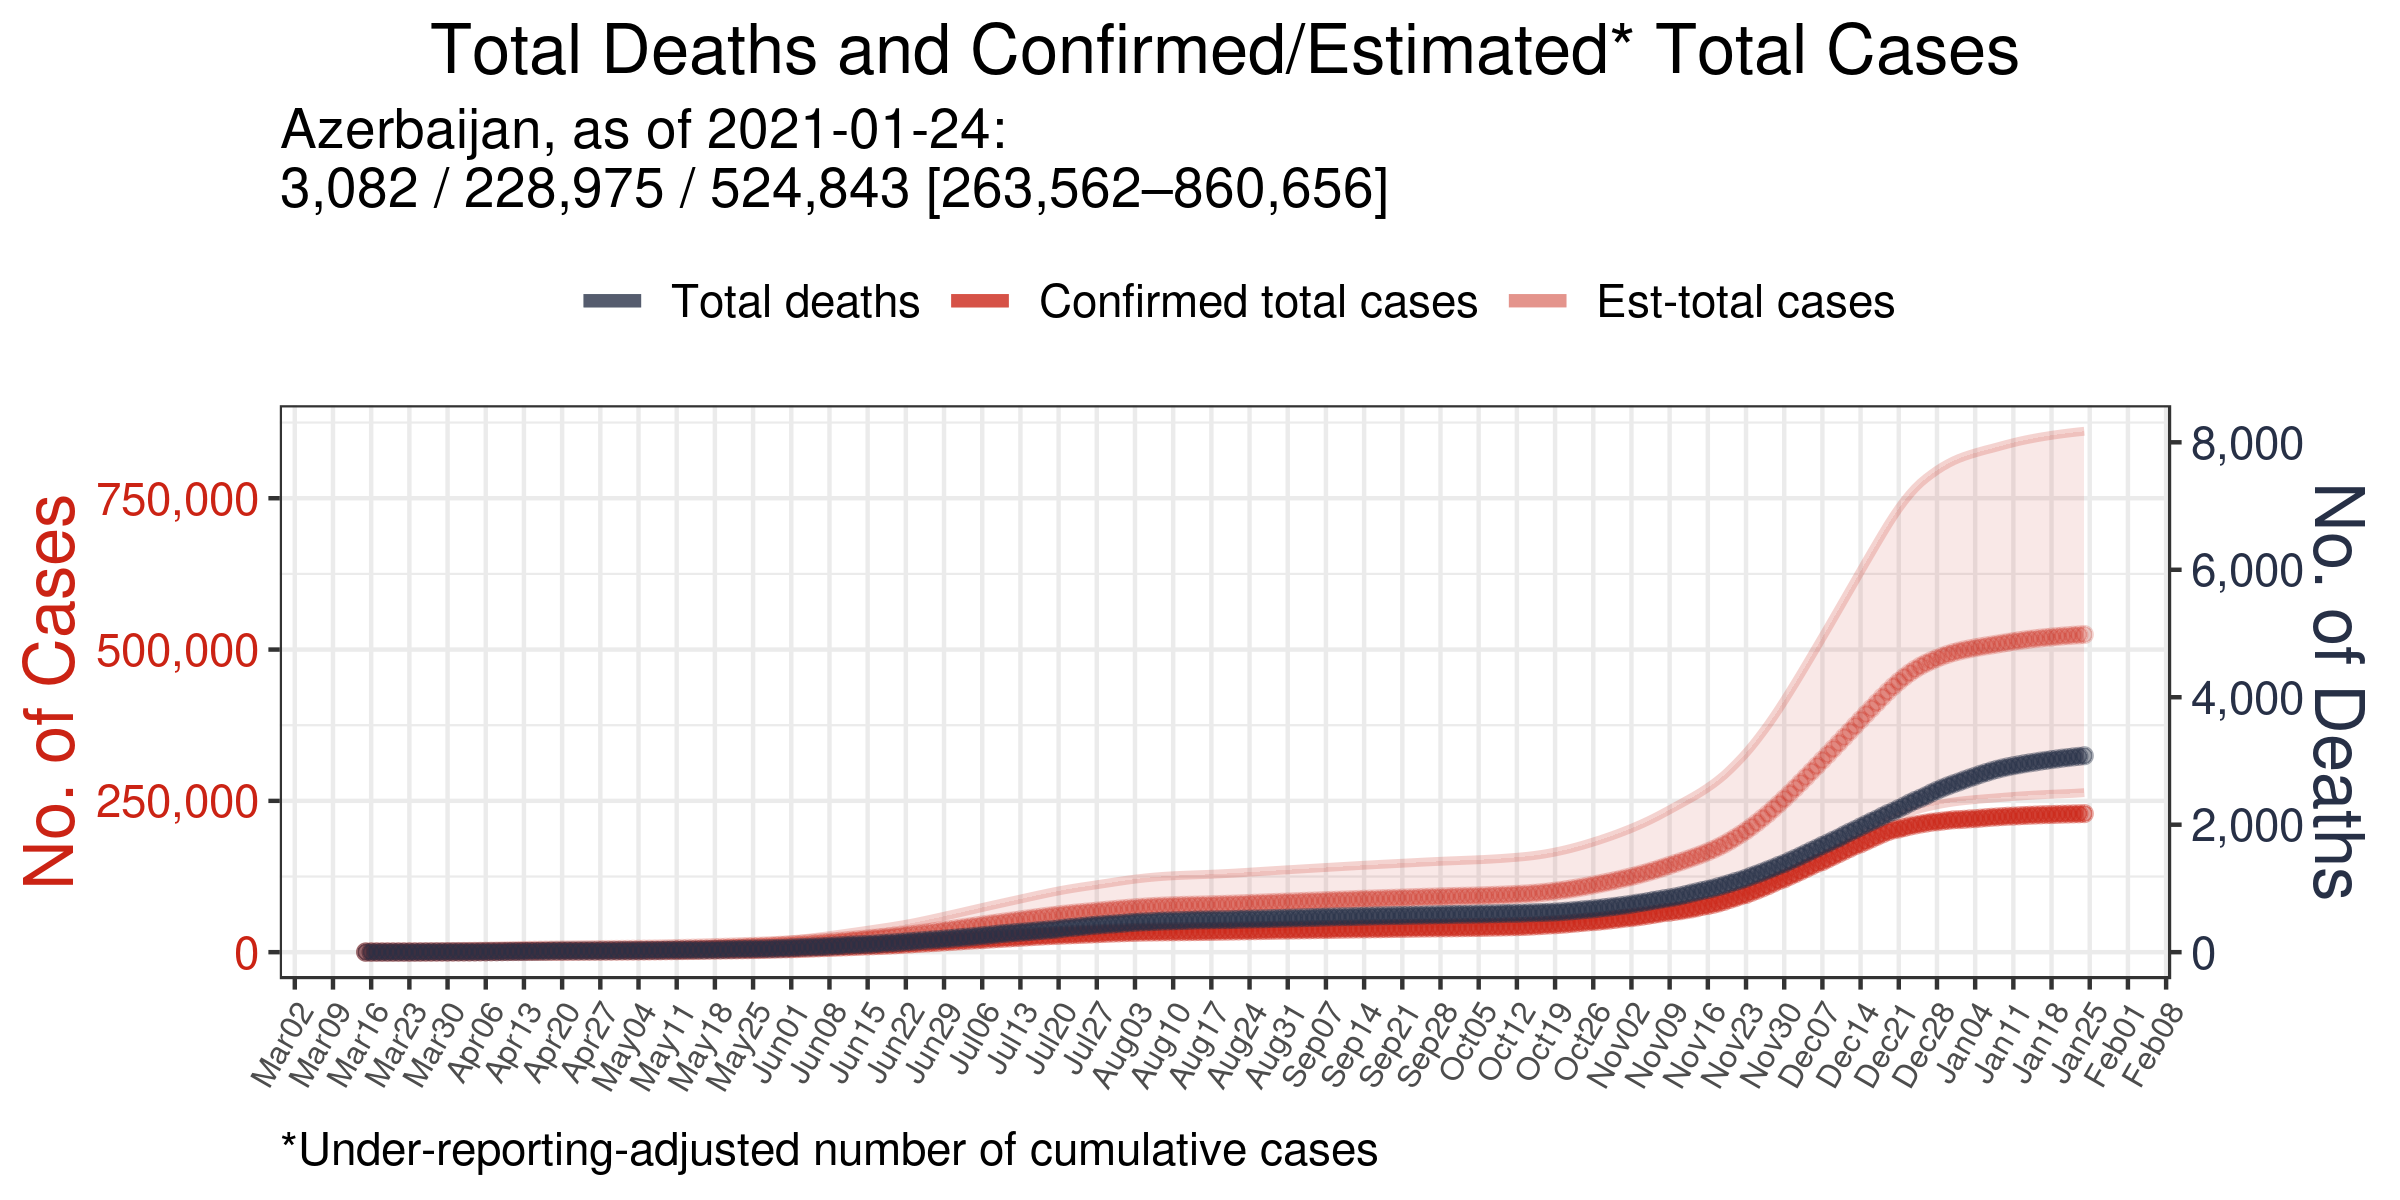 Total Deaths and Confirmed/Estimated* Total Cases
Azerbaijan, as of 2021-01-24:
3,082 / 228,975 / 524,843 [263,562–860,656]
Total deaths
Confirmed total cases
Est-total cases
No. of Cases
750,000
500,000
250,000
0
8,000
6,000
4,000
2,000
0
No. of Deaths
Mar02
Mar09
Mar16
Mar23
Mar30
Apr06
Apr13
Apr20
Apr27
May04
May11
May18
May25
Jun01
Jun08
Jun15
Jun22
Jun29
Jul06
Jul13
Jul20
Jul27
Aug03
Aug10
Aug17
Aug24
Aug31
Sep07
Sep14
Sep21
Sep28
Oct05
Oct12
Oct19
Oct26
Nov02
Nov09
Nov16
Nov23
Nov30
Dec07
Dec14
Dec21
Dec28
Jan04
Jan11
Jan18
Jan25
Feb01
Feb08
*Under-reporting-adjusted number of cumulative cases